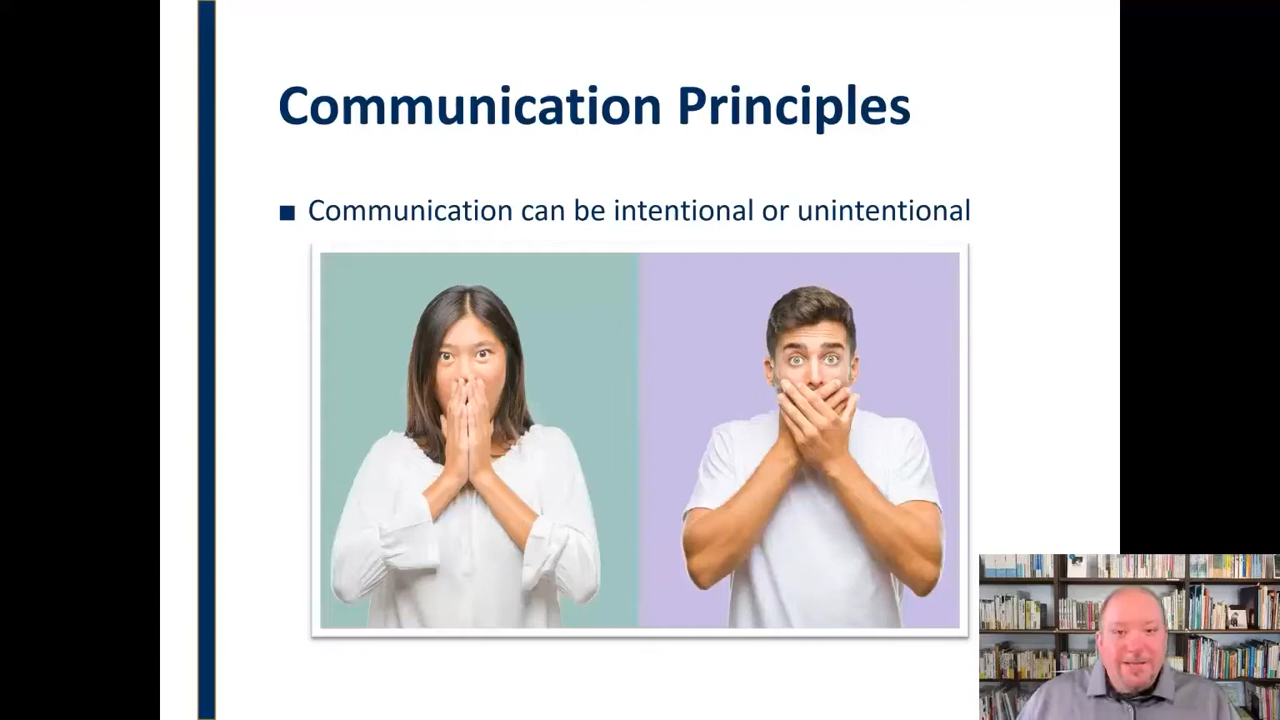 Communication Principles
■ Communication can be intentional or unintentional